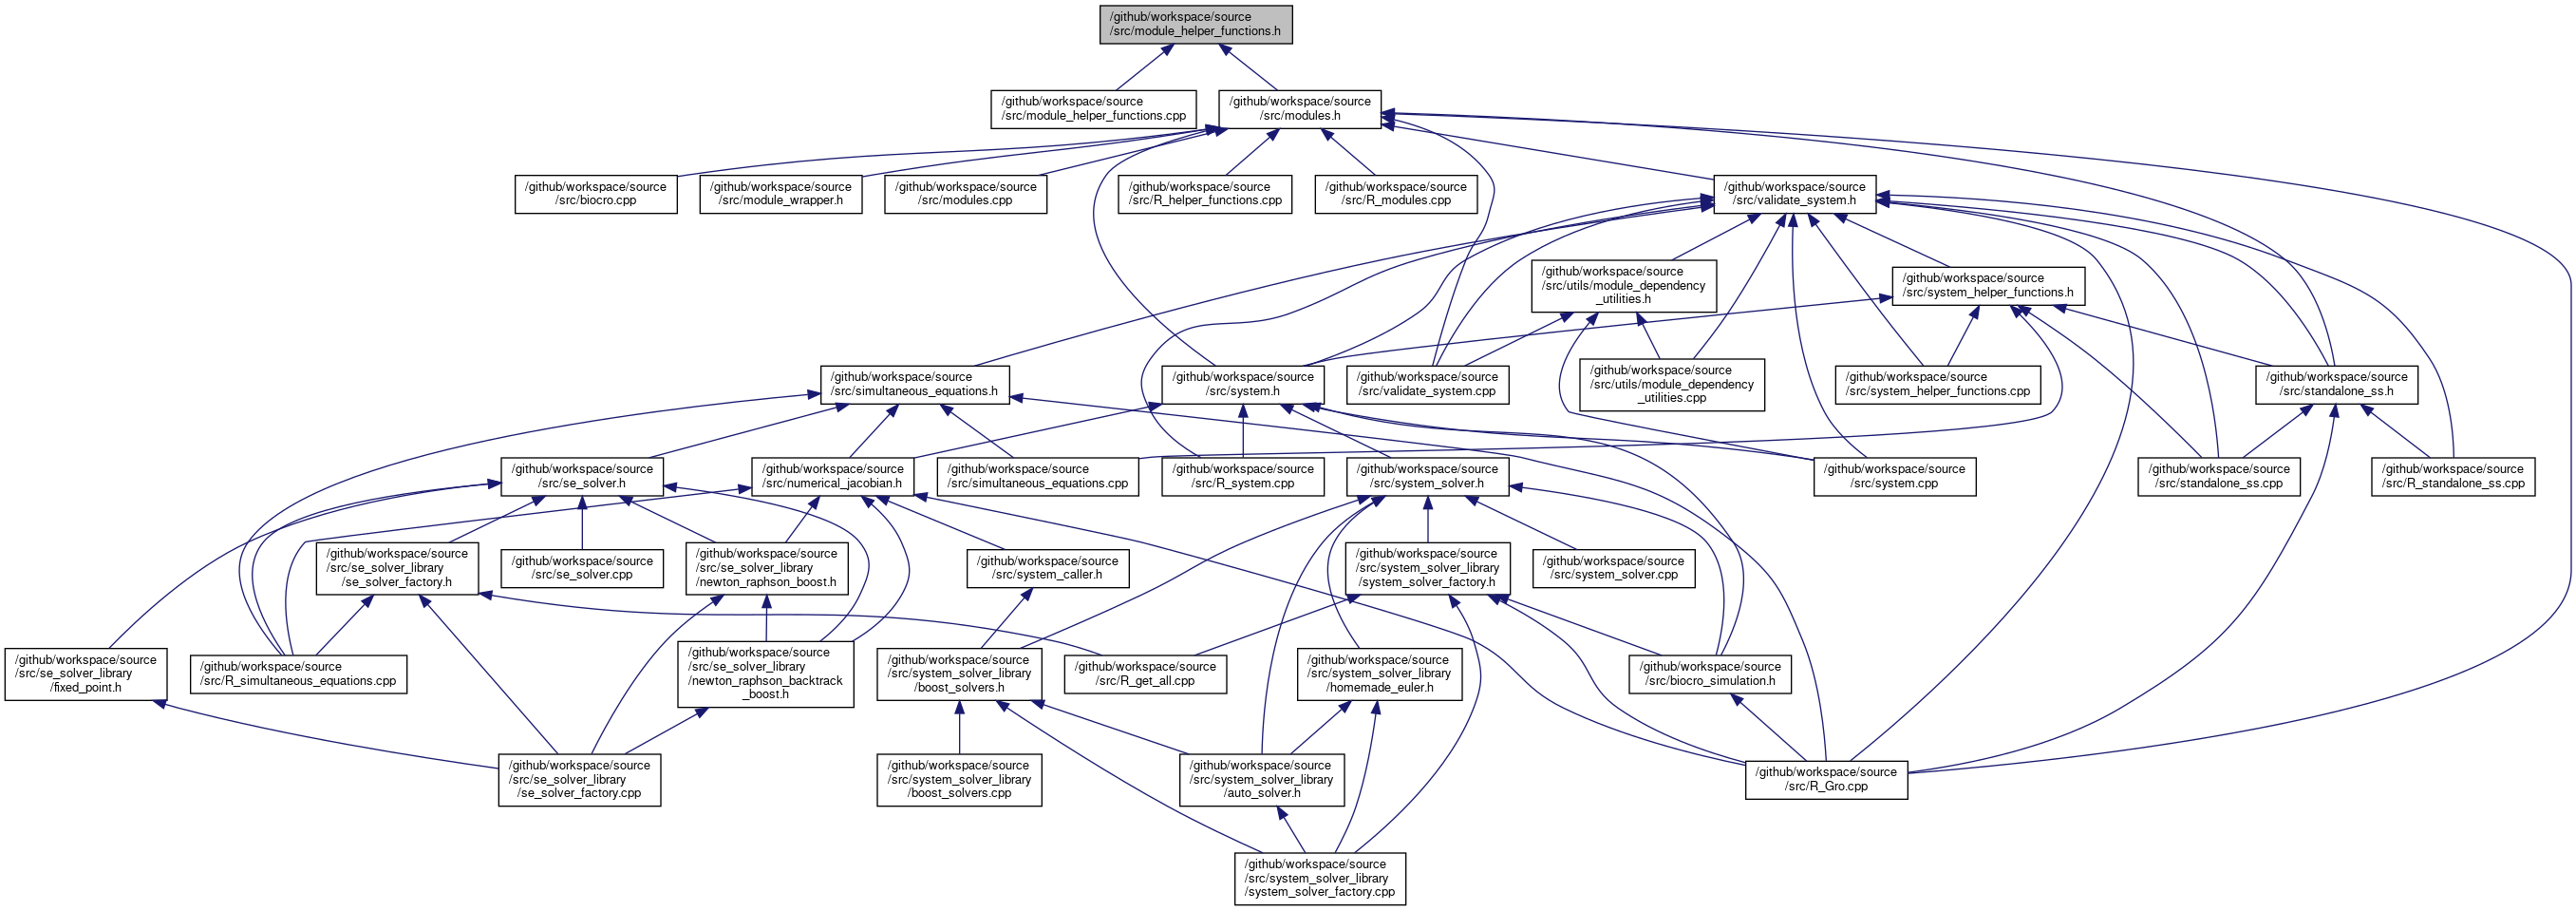 /github/workspace/source
/src/module_helper_functions.h
/github/workspace/source
/src/module_helper_functions.cpp
/github/workspace/source
/src/modules.h
/github/workspace/source
/src/biocro.cpp
/github/workspace/source
/src/module_wrapper.h
/github/workspace/source
/src/modules.cpp
/github/workspace/source
/src/R_helper_functions.cpp
/github/workspace/source
/src/R_modules.cpp
/github/workspace/source
/src/validate_system.h
/github/workspace/source
/src/utils/module_dependency
_utilities.h
/github/workspace/source
/src/system_helper_functions.h
/github/workspace/source
/src/simultaneous_equations.h
/github/workspace/source
/src/system.h
/github/workspace/source
/src/validate_system.cpp
/github/workspace/source
/src/utils/module_dependency
_utilities.cpp
/github/workspace/source
/src/system_helper_functions.cpp
/github/workspace/source
/src/standalone_ss.h
/github/workspace/source
/src/se_solver.h
/github/workspace/source
/src/numerical_jacobian.h
/github/workspace/source
/src/simultaneous_equations.cpp
/github/workspace/source
/src/R_system.cpp
/github/workspace/source
/src/system_solver.h
/github/workspace/source
/src/system.cpp
/github/workspace/source
/src/standalone_ss.cpp
/github/workspace/source
/src/R_standalone_ss.cpp
/github/workspace/source
/src/se_solver_library
/se_solver_factory.h
/github/workspace/source
/src/se_solver.cpp
/github/workspace/source
/src/se_solver_library
/newton_raphson_boost.h
/github/workspace/source
/src/system_caller.h
/github/workspace/source
/src/system_solver_library
/system_solver_factory.h
/github/workspace/source
/src/system_solver.cpp
/github/workspace/source
/src/se_solver_library
/fixed_point.h
/github/workspace/source
/src/R_simultaneous_equations.cpp
/github/workspace/source
/src/se_solver_library
/newton_raphson_backtrack
_boost.h
/github/workspace/source
/src/system_solver_library
/boost_solvers.h
/github/workspace/source
/src/R_get_all.cpp
/github/workspace/source
/src/system_solver_library
/homemade_euler.h
/github/workspace/source
/src/biocro_simulation.h
/github/workspace/source
/src/se_solver_library
/se_solver_factory.cpp
/github/workspace/source
/src/system_solver_library
/boost_solvers.cpp
/github/workspace/source
/src/system_solver_library
/auto_solver.h
/github/workspace/source
/src/R_Gro.cpp
/github/workspace/source
/src/system_solver_library
/system_solver_factory.cpp